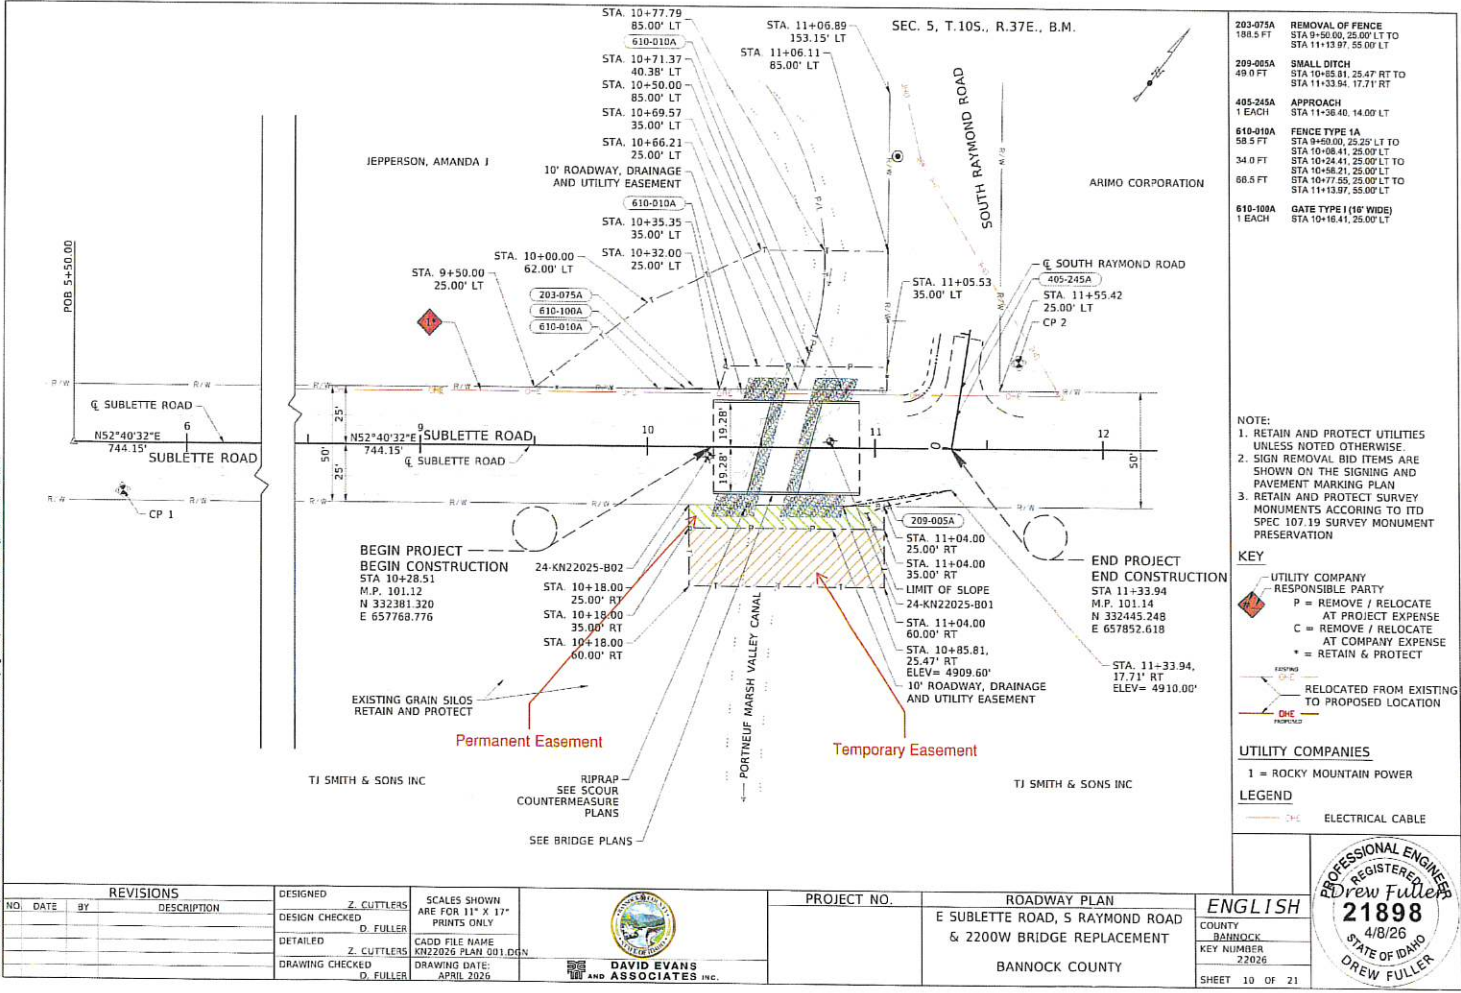 SEC. 5, T.10S., R.37E., B.M.
STA. 10+77.79
85.00' LT
610-010A
STA. 10+71.37
40.38' LT
STA. 10+50.00
85.00' LT
STA. 10+69.57
35.00' LT
STA. 10+66.21
25.00' LT
10' ROADWAY, DRAINAGE
AND UTILITY EASEMENT
610-010A
STA. 10+35.35
35.00' LT
STA. 10+32.00
25.00' LT
STA. 11+06.89
153.15' LT
STA. 11+06.11
85.00' LT
JEPPERSON, AMANDA J
ARIMO CORPORATION
SOUTH RAYMOND ROAD
STA. 10+00.00
62.00' LT
STA. 9+50.00
25.00' LT
203-075A
610-100A
610-010A
POB 5+50.00
STA. 11+05.53
35.00' LT
℄ SOUTH RAYMOND ROAD
405-245A
STA. 11+55.42
25.00' LT
CP 2
R/W
R/W
R/W
R/W
℄ SUBLETTE ROAD
6
N52°40'32"E
744.15'
SUBLETTE ROAD
CP 1
25'
50'
25'
9
N52°40'32"E
744.15'
SUBLETTE ROAD
℄ SUBLETTE ROAD
10
19.28'
19.28'
11
12
50'
BEGIN PROJECT
BEGIN CONSTRUCTION
STA 10+28.51
M.P. 101.12
N 332381.320
E 657768.776
24-KN22025-B02
STA. 10+18.00
25.00' RT
STA. 10+18.00
35.00' RT
STA. 10+18.00
60.00' RT
209-005A
STA. 11+04.00
25.00' RT
STA. 11+04.00
35.00' RT
LIMIT OF SLOPE
24-KN22025-B01
STA. 11+04.00
60.00' RT
STA. 10+85.81,
25.47' RT
ELEV= 4909.60'
10' ROADWAY, DRAINAGE
AND UTILITY EASEMENT
END PROJECT
END CONSTRUCTION
STA 11+33.94
M.P. 101.14
N 332445.248
E 657852.618
STA. 11+33.94,
17.71' RT
ELEV= 4910.00'
EXISTING GRAIN SILOS
RETAIN AND PROTECT
Permanent Easement
Temporary Easement
PORTNEUF MARSH VALLEY CANAL
TJ SMITH & SONS INC
TJ SMITH & SONS INC
RIPRAP
SEE SCOUR
COUNTERMEASURE
PLANS
SEE BRIDGE PLANS
203-075A REMOVAL OF FENCE
188.5 FT STA 9+50.00, 25.00' LT TO
STA 11+13.97, 55.00' LT
209-005A SMALL DITCH
49.0 FT STA 10+85.81, 25.47' RT TO
STA 11+33.94, 17.71' RT
405-245A APPROACH
1 EACH STA 11+36.40, 14.00' LT
610-010A FENCE TYPE 1A
58.5 FT STA 9+50.00, 25.25' LT TO
STA 10+08.41, 25.00' LT
34.0 FT STA 10+24.41, 25.00' LT TO
STA 10+58.21, 25.00' LT
STA 10+77.55, 25.00' LT TO
STA 11+13.97, 55.00' LT
610-100A GATE TYPE I (16' WIDE)
1 EACH STA 10+16.41, 25.00' LT
NOTE:
1. RETAIN AND PROTECT UTILITIES
UNLESS NOTED OTHERWISE.
2. SIGN REMOVAL BID ITEMS ARE
SHOWN ON THE SIGNING AND
PAVEMENT MARKING PLAN
3. RETAIN AND PROTECT SURVEY
MONUMENTS ACCORING TO ITD
SPEC 107.19 SURVEY MONUMENT
PRESERVATION
KEY
UTILITY COMPANY
RESPONSIBLE PARTY
P = REMOVE / RELOCATE
AT PROJECT EXPENSE
C = REMOVE / RELOCATE
AT COMPANY EXPENSE
* = RETAIN & PROTECT
EXISTING
OHE
RELOCATED FROM EXISTING
TO PROPOSED LOCATION
OHE
PROPOSED
UTILITY COMPANIES
1 = ROCKY MOUNTAIN POWER
LEGEND
OHE ELECTRICAL CABLE
REVISIONS
NO. DATE BY DESCRIPTION
DESIGNED
Z. CUTTLERS
DESIGN CHECKED
D. FULLER
DETAILED
Z. CUTTLERS
DRAWING CHECKED
D. FULLER
SCALES SHOWN
ARE FOR 11" X 17"
PRINTS ONLY
CADD FILE NAME
KN22026 PLAN 001.DGN
DRAWING DATE:
APRIL 2026
DAVID EVANS
AND ASSOCIATES INC.
PROJECT NO.
ROADWAY PLAN
E SUBLETTE ROAD, S RAYMOND ROAD
& 2200W BRIDGE REPLACEMENT
BANNOCK COUNTY
ENGLISH
COUNTY
BANNOCK
KEY NUMBER
22026
SHEET 10 OF 21
PROFESSIONAL ENGINEER
REGISTERED
Drew Fuller
21898
4/8/26
STATE OF IDAHO
DREW FULLER